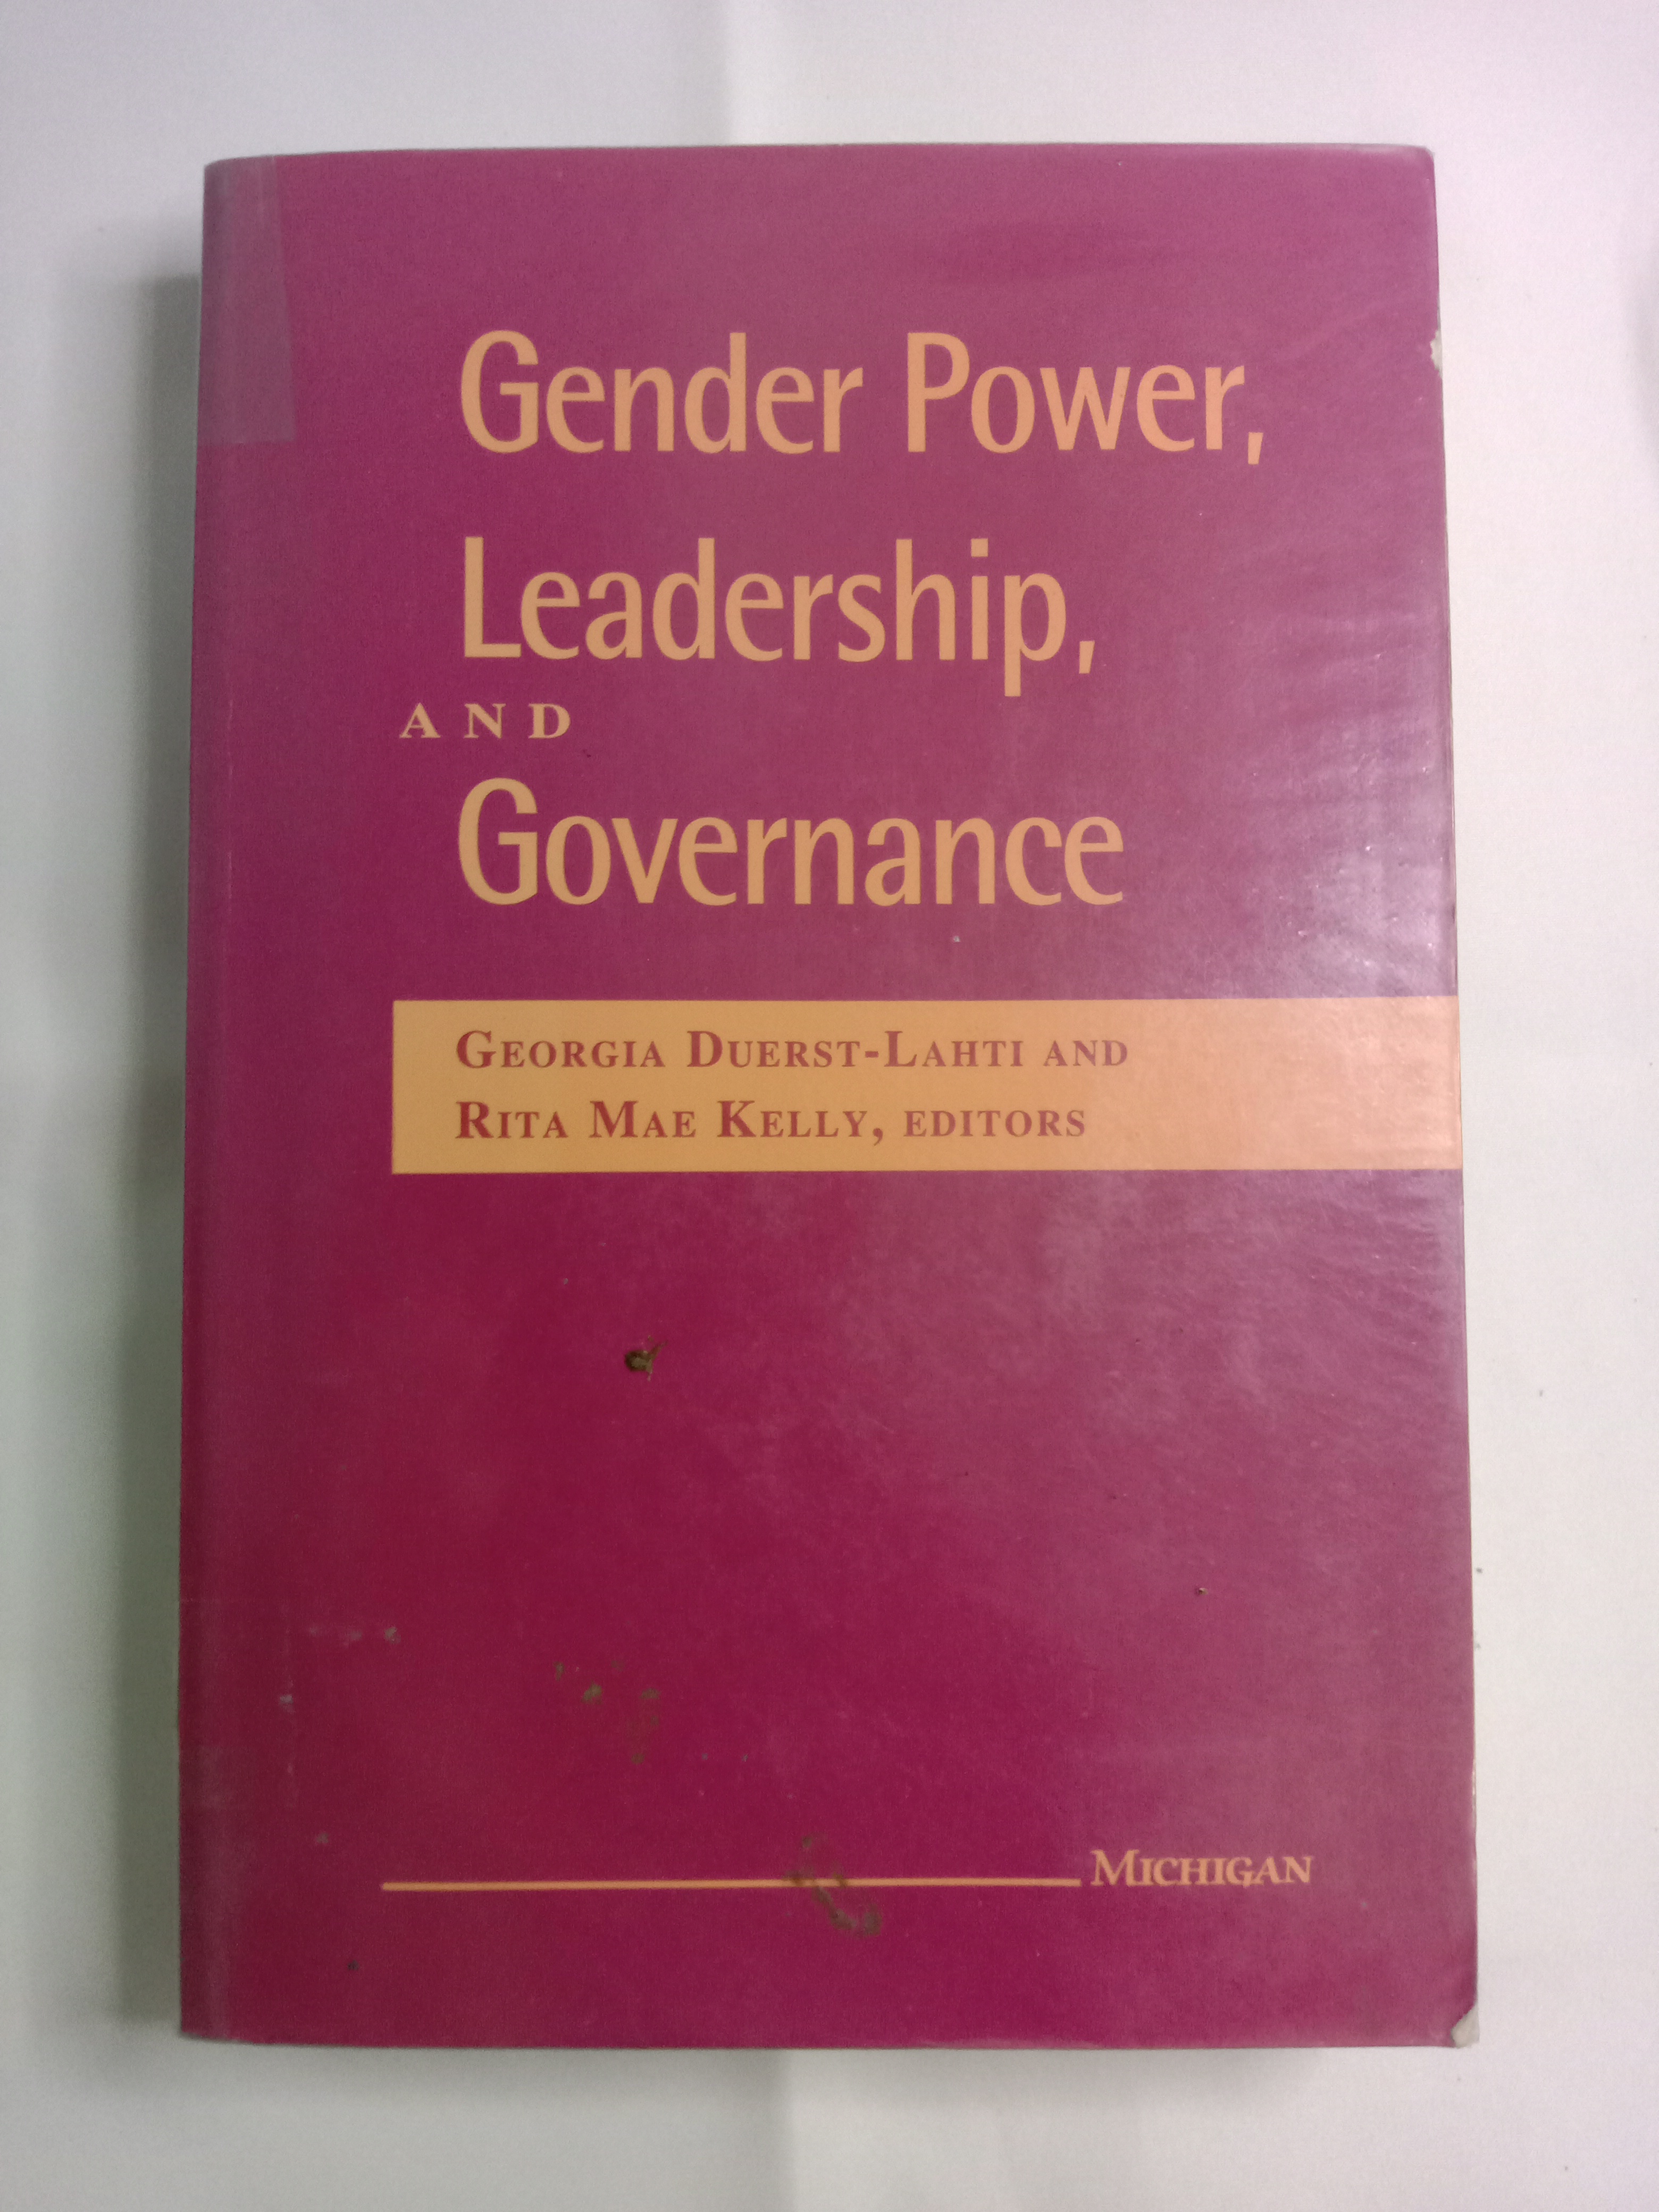 Gender Power,
Leadership,
AND
Governance
Georgia Duerst-Lahti and
Rita Mae Kelly, editors
Michigan